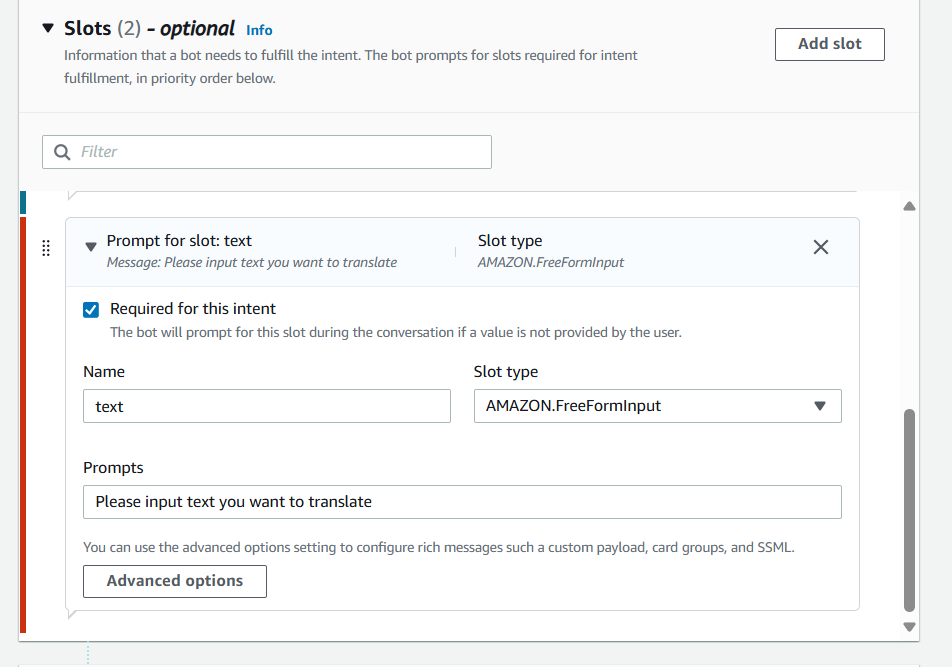 Slots (2) - optional Info
Information that a bot needs to fulfill the intent. The bot prompts for slots required for intent
fulfillment, in priority order below.
Add slot
Filter
Prompt for slot: text
Message: Please input text you want to translate
Slot type
AMAZON.FreeFormInput
Required for this intent
The bot will prompt for this slot during the conversation if a value is not provided by the user.
Name
text
Slot type
AMAZON.FreeFormInput
Prompts
Please input text you want to translate
You can use the advanced options setting to configure rich messages such a custom payload, card groups, and SSML.
Advanced options